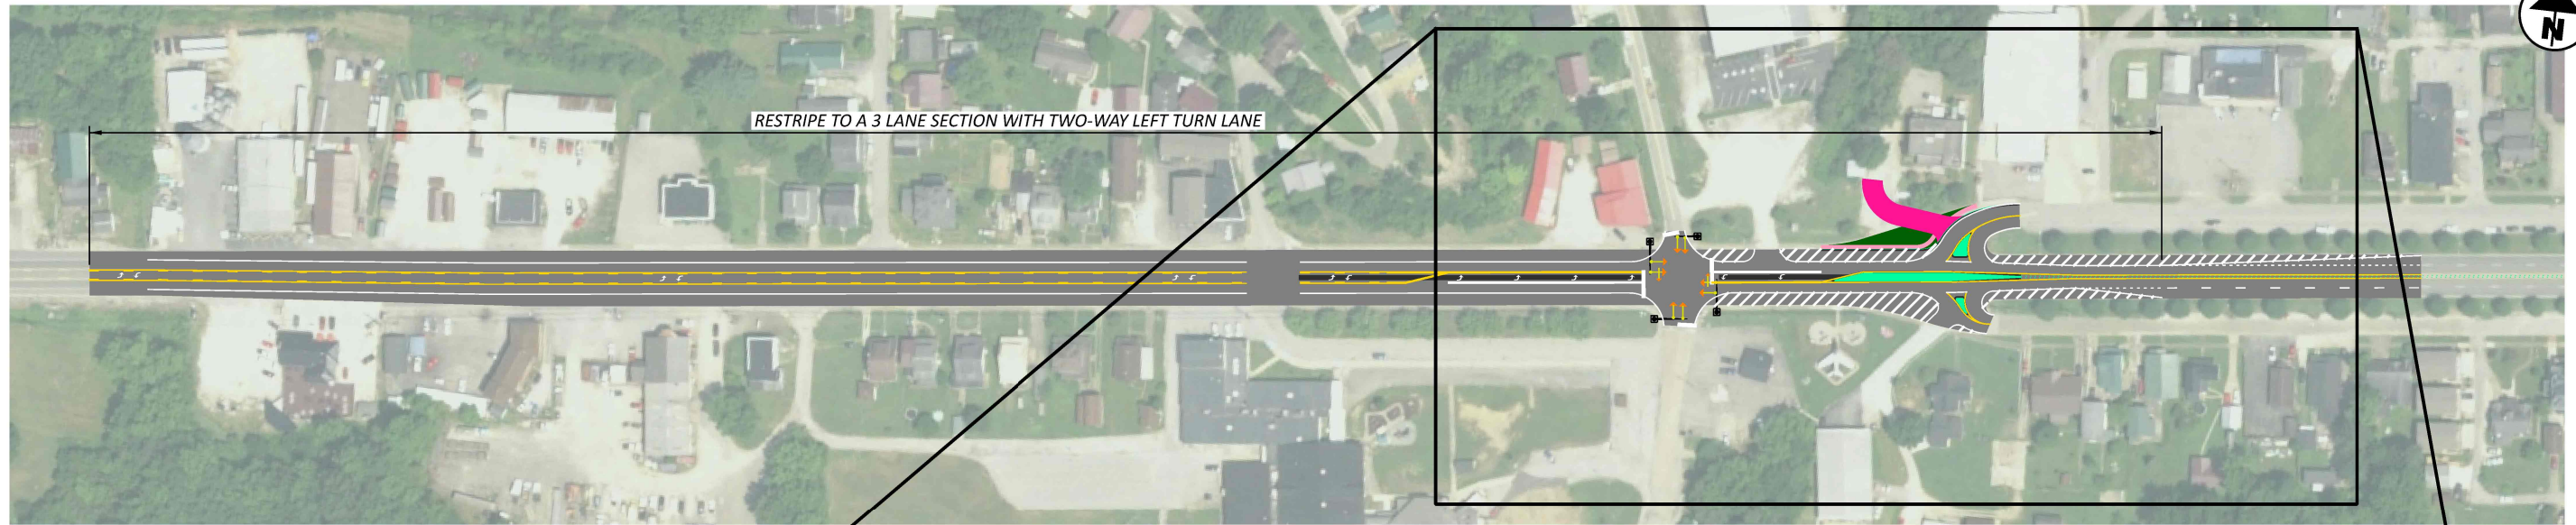 N
RESTRIPE TO A 3 LANE SECTION WITH TWO-WAY LEFT TURN LANE